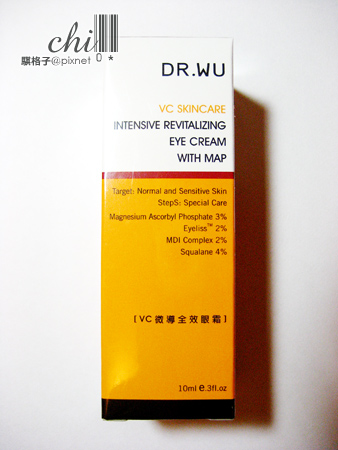 chill
騏格子@pixnet 0 *
DR.WU
VC SKINCARE
INTENSIVE REVITALIZING
EYE CREAM
WITH MAP
Target: Normal and Sensitive Skin
StepS: Special Care
Magnesium Ascorbyl Phosphate 3%
Eyeliss™ 2%
MDI Complex 2%
Squalane 4%
[VC微導全效眼霜]
10ml e.3fl.oz